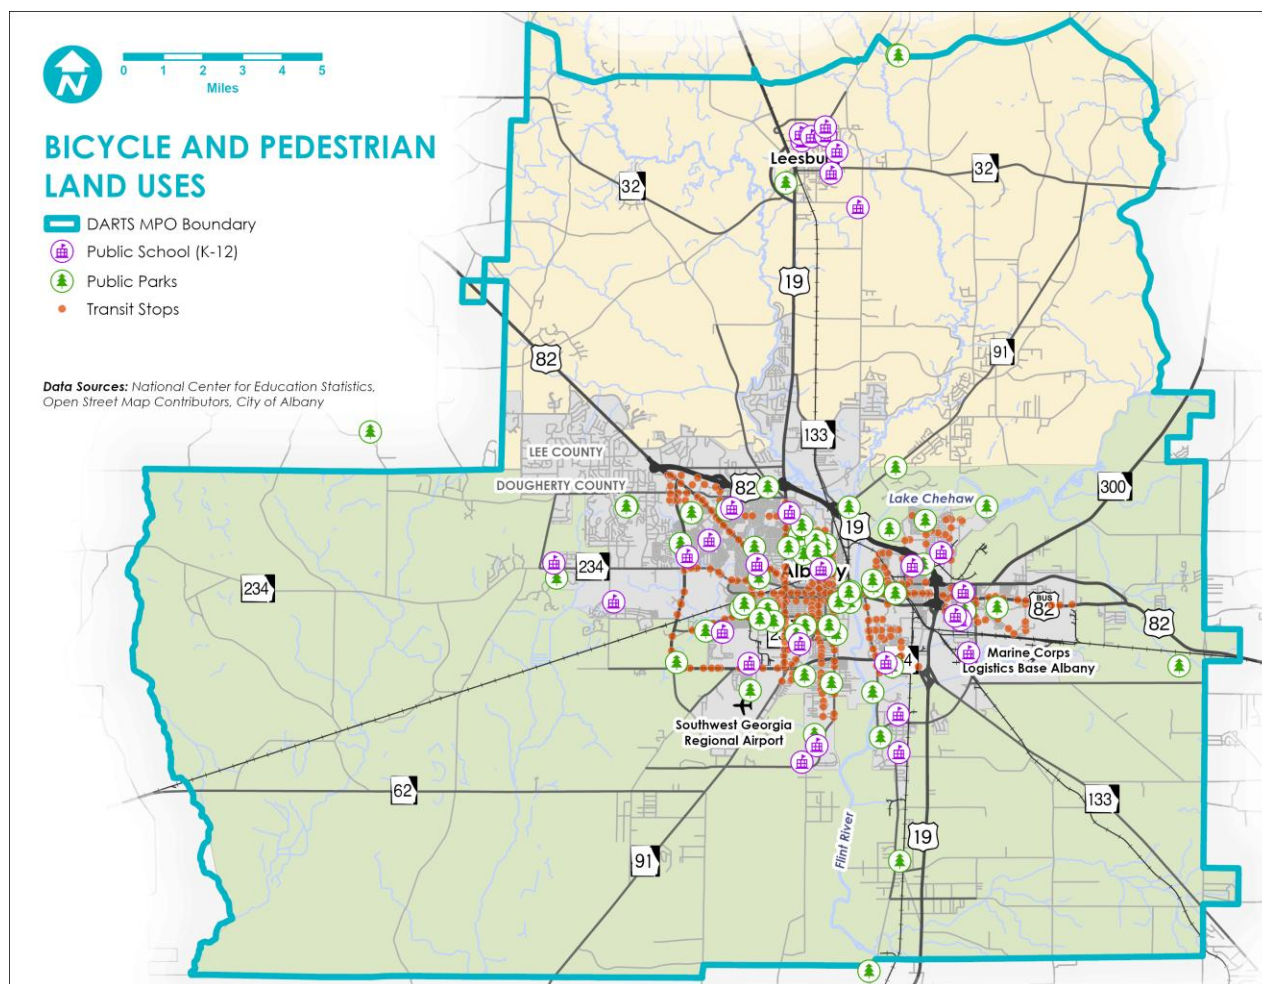 N
0 1 2 3 4 5
Miles
BICYCLE AND PEDESTRIAN
LAND USES
DARTS MPO Boundary
Public School (K-12)
Public Parks
Transit Stops
Data Sources: National Center for Education Statistics,
Open Street Map Contributors, City of Albany
32
32
19
91
82
133
LEE COUNTY
DOUGHERTY COUNTY
82
300
Lake Chehaw
19
234
234
BUS
82
82
Marine Corps
Logistics Base Albany
Southwest Georgia
Regional Airport
62
133
Flint River
19
91